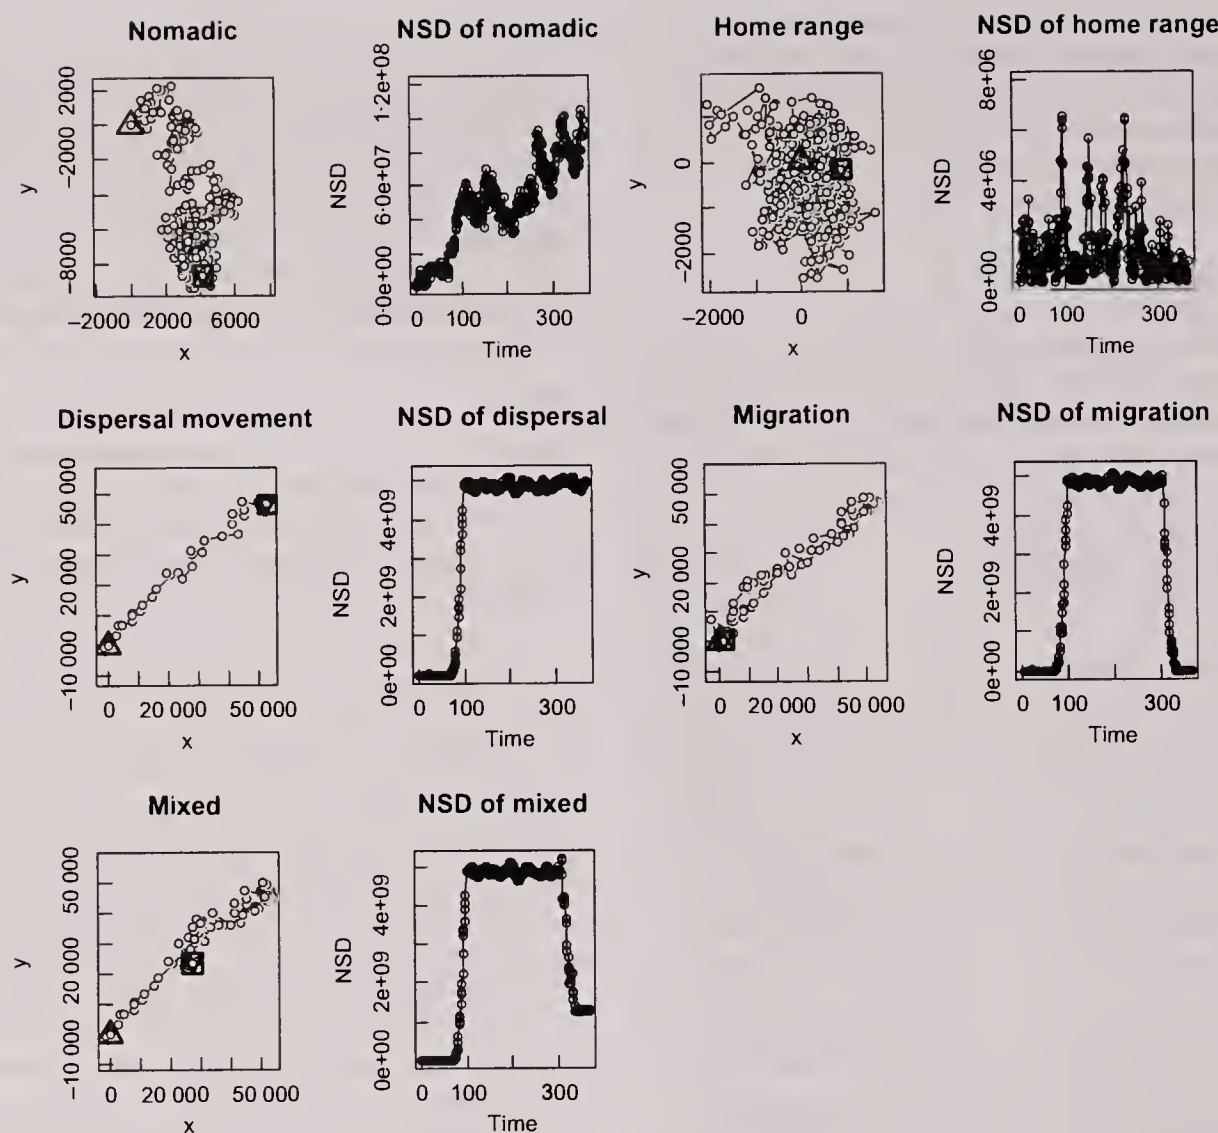 Nomadic
NSD of nomadic
Home range
NSD of home range
y
2000
−2000
−8000
−2000 2000 6000
x
NSD
1·2e+08
6·0e+07
0·0e+00
0 100 300
Time
y
0
−2000
−2000 0
x
NSD
8e+06
4e+06
0e+00
0 100 300
Time
Dispersal movement
NSD of dispersal
Migration
NSD of migration
y
50 000
20 000
−10 000
0 20 000 50 000
x
NSD
4e+09
2e+09
0e+00
0 100 300
Time
y
50 000
20 000
−10 000
0 20 000 50 000
x
NSD
4e+09
2e+09
0e+00
0 100 300
Time
Mixed
NSD of mixed
y
50 000
20 000
−10 000
0 20 000 50 000
x
NSD
4e+09
2e+09
0e+00
0 100 300
Time